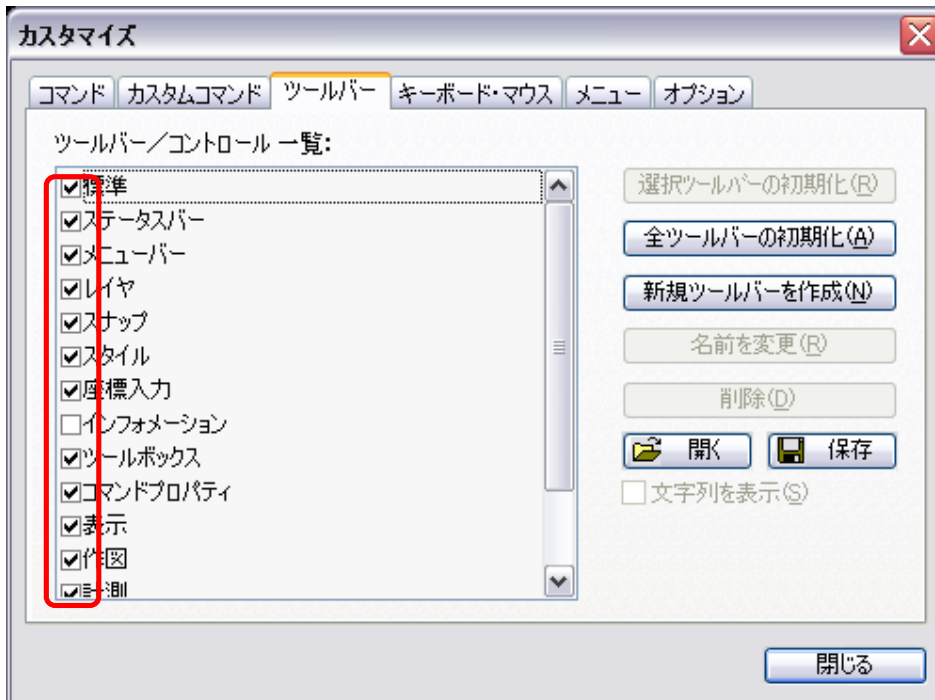 カスタマイズ
コマンド カスタムコマンド ツールバー キーボード・マウス メニュー オプション
ツールバー／コントロール 一覧:
標準
ステータスバー
メニューバー
レイヤ
スナップ
スタイル
座標入力
インフォメーション
ツールボックス
コマンドプロパティ
表示
作図
計測
選択ツールバーの初期化(R)
全ツールバーの初期化(A)
新規ツールバーを作成(N)
名前を変更(R)
削除(D)
開く 保存
文字列を表示(S)
閉じる